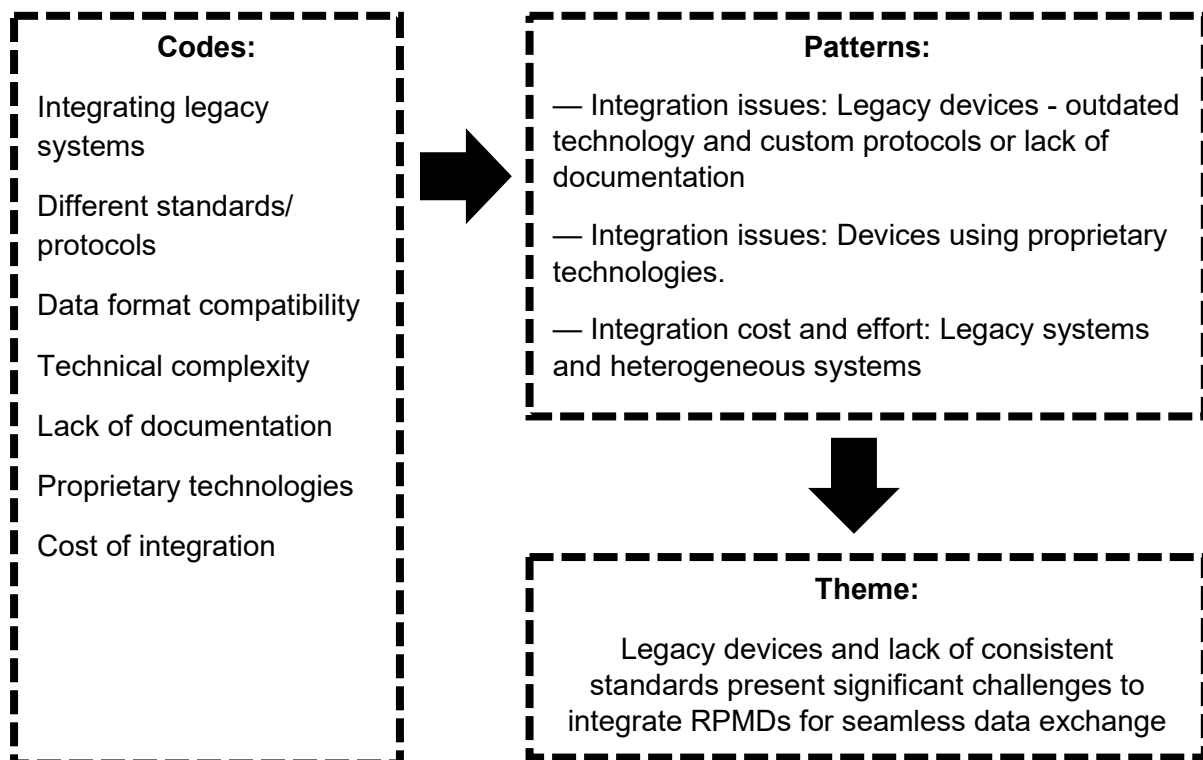 Codes:
Integrating legacy
systems
Different standards/
protocols
Data format compatibility
Technical complexity
Lack of documentation
Proprietary technologies
Cost of integration
Patterns:
— Integration issues: Legacy devices - outdated
technology and custom protocols or lack of
documentation
— Integration issues: Devices using proprietary
technologies.
— Integration cost and effort: Legacy systems
and heterogeneous systems
Theme:
Legacy devices and lack of consistent
standards present significant challenges to
integrate RPMDs for seamless data exchange